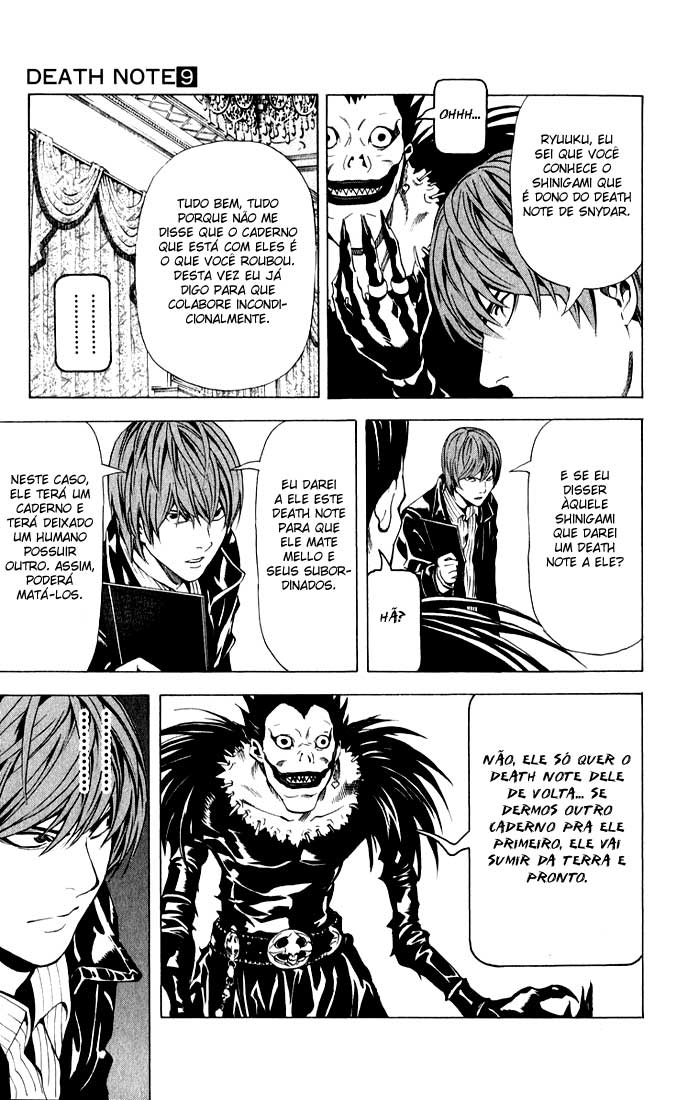 DEATH NOTE 9
RYUUKU, EU
SEI QUE VOCÊ
CONHECE O
SHINIGAMI QUE
É DONO DO DEATH
NOTE DE SNYDAR.
OHHH...
TUDO BEM, TUDO
PORQUE NÃO ME
DISSE QUE O CADERNO
QUE ESTÁ COM ELES É O
QUE VOCÊ ROUBOU.
DESTA VEZ EU JÁ
DIGO PARA QUE
COLABORE INCONDI-
CIONALMENTE.
..........
E SE EU
DISSER
ÀQUELE
SHINIGAMI
QUE DAREI
UM DEATH
NOTE A ELE?
HÃ?
EU DAREI
A ELE ESTE
DEATH NOTE
PARA QUE
ELE MATE
MELLO E
SEUS SUBOR-
DINADOS.
NESTE CASO,
ELE TERÁ UM
CADERNO E
TERÁ DEIXADO
UM HUMANO
POSSUIR
OUTRO. ASSIM,
PODERÁ
MATÁ-LOS.
NÃO, ELE SÓ QUER O
DEATH NOTE DELE
DE VOLTA... SE
DERMOS OUTRO
CADERNO PRA ELE
PRIMEIRO, ELE VAI
SUMIR DA TERRA E
PRONTO.
..........